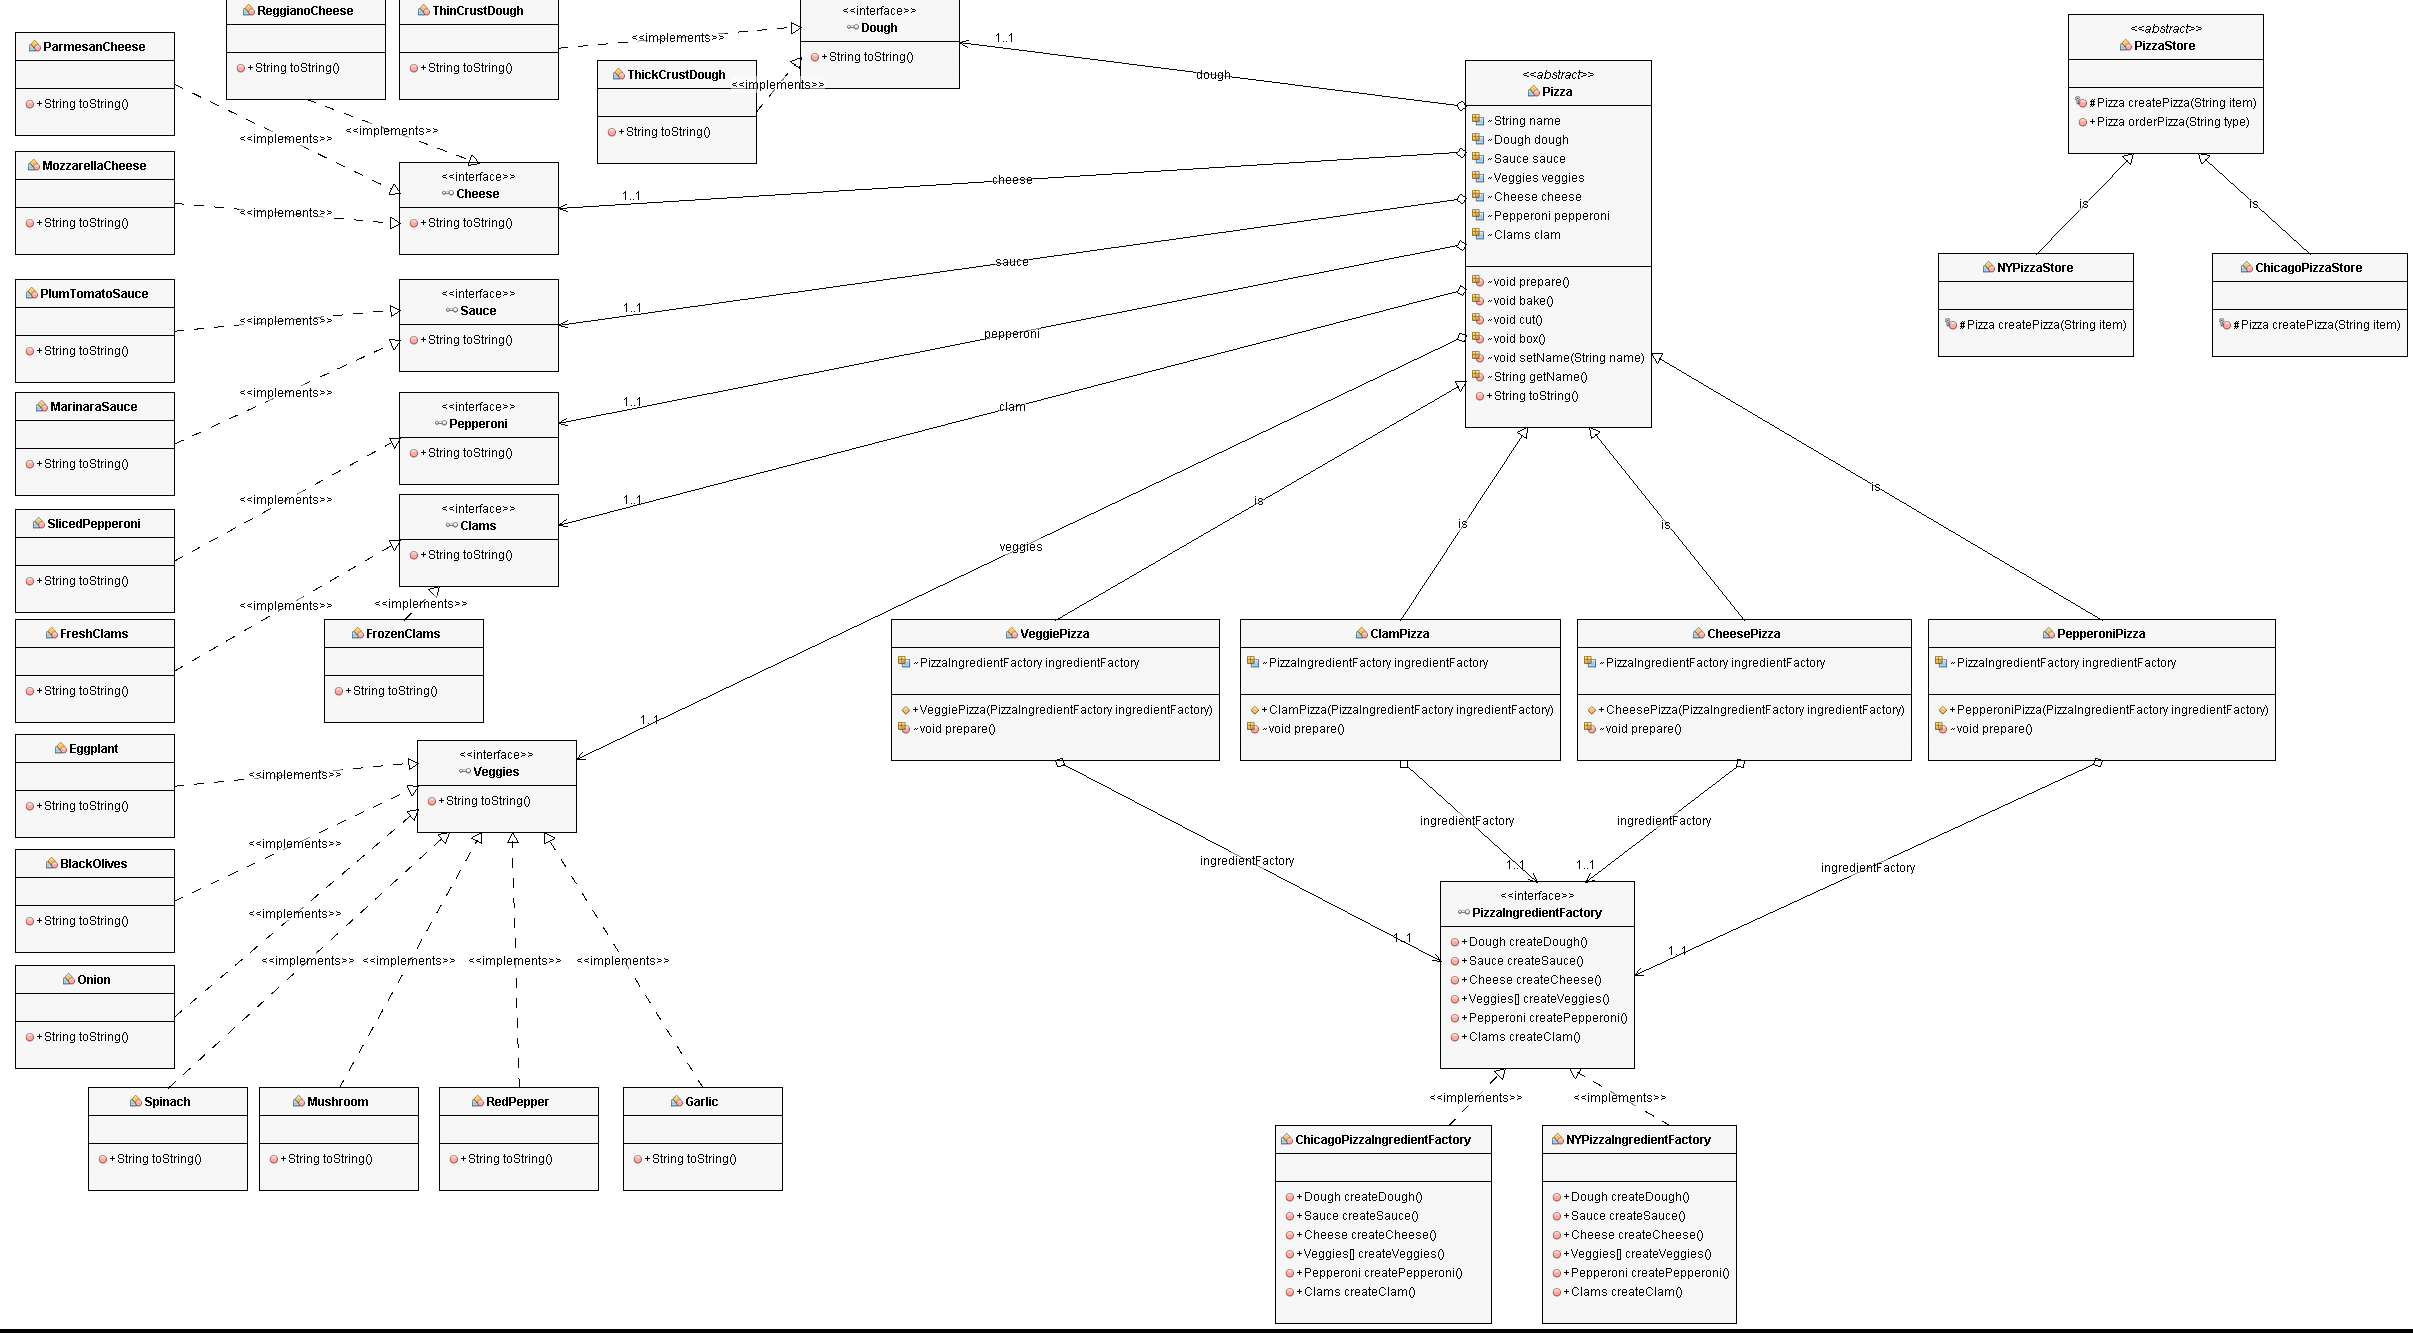 ReggianoCheese
+String toString()
ThinCrustDough
+String toString()
<<interface>>
Dough
+String toString()
<<implements>>
ThickCrustDough
+String toString()
<<implements>>
ParmesanCheese
+String toString()
<<implements>>
<<implements>>
MozzarellaCheese
+String toString()
<<implements>>
<<interface>>
Cheese
+String toString()
PlumTomatoSauce
+String toString()
<<implements>>
<<interface>>
Sauce
+String toString()
MarinaraSauce
+String toString()
<<implements>>
<<interface>>
Pepperoni
+String toString()
SlicedPepperoni
+String toString()
<<implements>>
<<interface>>
Clams
+String toString()
FreshClams
+String toString()
<<implements>>
<<implements>>
FrozenClams
+String toString()
Eggplant
+String toString()
<<implements>>
<<interface>>
Veggies
+String toString()
BlackOlives
+String toString()
<<implements>>
Onion
+String toString()
<<implements>>
<<implements>>
<<implements>>
<<implements>>
<<implements>>
Spinach
+String toString()
Mushroom
+String toString()
RedPepper
+String toString()
Garlic
+String toString()
1..1
dough
1..1
cheese
1..1
sauce
1..1
pepperoni
1..1
clam
1..1
veggies
<<abstract>>
Pizza
~String name
~Dough dough
~Sauce sauce
~Veggies veggies
~Cheese cheese
~Pepperoni pepperoni
~Clams clam
~void prepare()
~void bake()
~void cut()
~void box()
~void setName(String name)
~String getName()
+String toString()
<<abstract>>
PizzaStore
#Pizza createPizza(String item)
+Pizza orderPizza(String type)
is
is
NYPizzaStore
#Pizza createPizza(String item)
ChicagoPizzaStore
#Pizza createPizza(String item)
is
is
is
is
VeggiePizza
~PizzaIngredientFactory ingredientFactory
+VeggiePizza(PizzaIngredientFactory ingredientFactory)
~void prepare()
ClamPizza
~PizzaIngredientFactory ingredientFactory
+ClamPizza(PizzaIngredientFactory ingredientFactory)
~void prepare()
CheesePizza
~PizzaIngredientFactory ingredientFactory
+CheesePizza(PizzaIngredientFactory ingredientFactory)
~void prepare()
PepperoniPizza
~PizzaIngredientFactory ingredientFactory
+PepperoniPizza(PizzaIngredientFactory ingredientFactory)
~void prepare()
ingredientFactory
1..1
ingredientFactory
1..1
ingredientFactory
1..1
ingredientFactory
1..1
<<interface>>
PizzaIngredientFactory
+Dough createDough()
+Sauce createSauce()
+Cheese createCheese()
+Veggies[] createVeggies()
+Pepperoni createPepperoni()
+Clams createClam()
<<implements>>
<<implements>>
ChicagoPizzaIngredientFactory
+Dough createDough()
+Sauce createSauce()
+Cheese createCheese()
+Veggies[] createVeggies()
+Pepperoni createPepperoni()
+Clams createClam()
NYPizzaIngredientFactory
+Dough createDough()
+Sauce createSauce()
+Cheese createCheese()
+Veggies[] createVeggies()
+Pepperoni createPepperoni()
+Clams createClam()